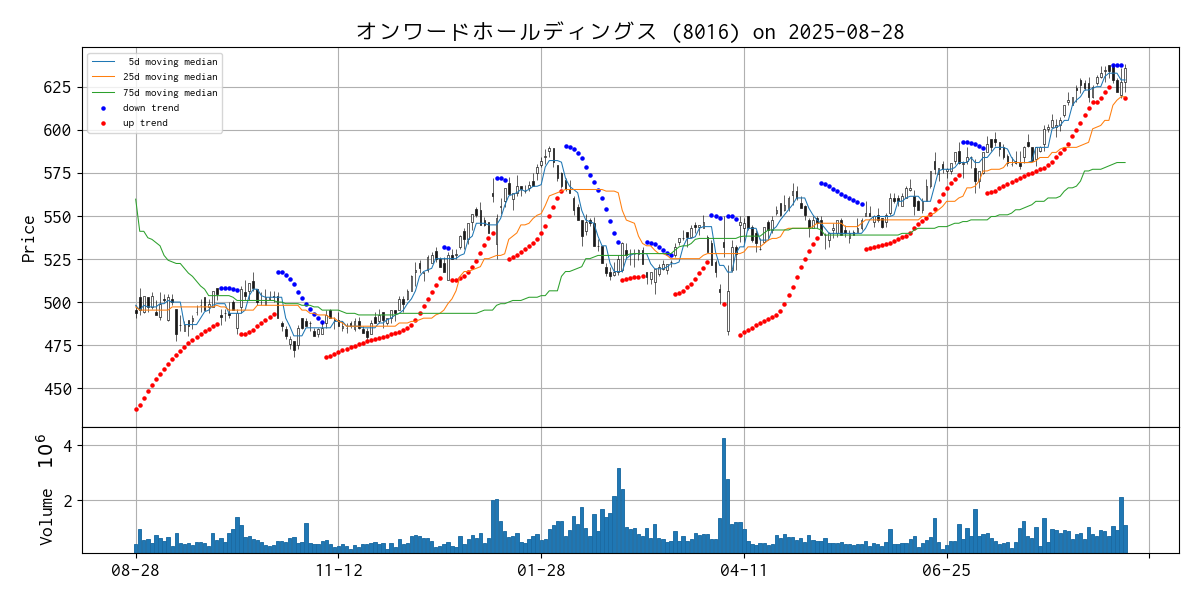 オンワードホールディングス (8016) on 2025-08-28
5d moving median
25d moving median
75d moving median
down trend
up trend
Price
625
600
575
550
525
500
475
450
Volume 10^6
4
2
08-28 11-12 01-28 04-11 06-25